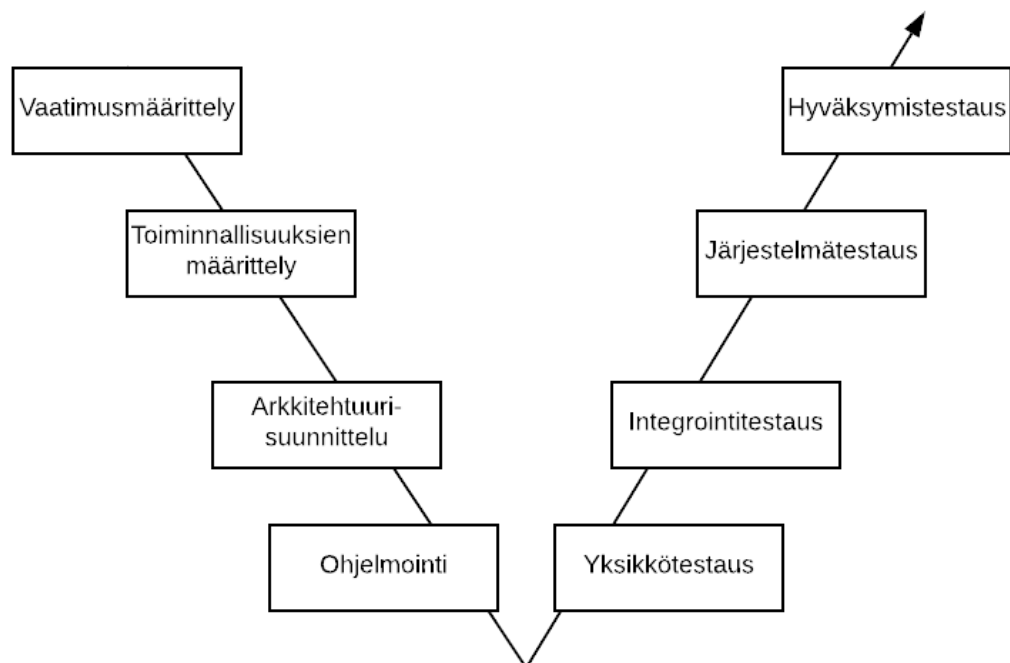 Vaatimusmäärittely
Hyväksymistestaus
Toiminnallisuuksien
määrittely
Järjestelmätestaus
Arkkitehtuuri-
suunnittelu
Integrointitestaus
Ohjelmointi
Yksikkötestaus